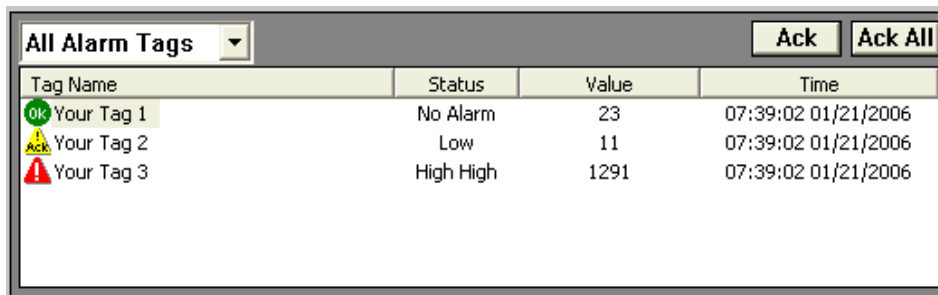 All Alarm Tags Ack Ack All
Tag Name Status Value Time
OK Your Tag 1 No Alarm 23 07:39:02 01/21/2006
! Ack Your Tag 2 Low 11 07:39:02 01/21/2006
! Your Tag 3 High High 1291 07:39:02 01/21/2006